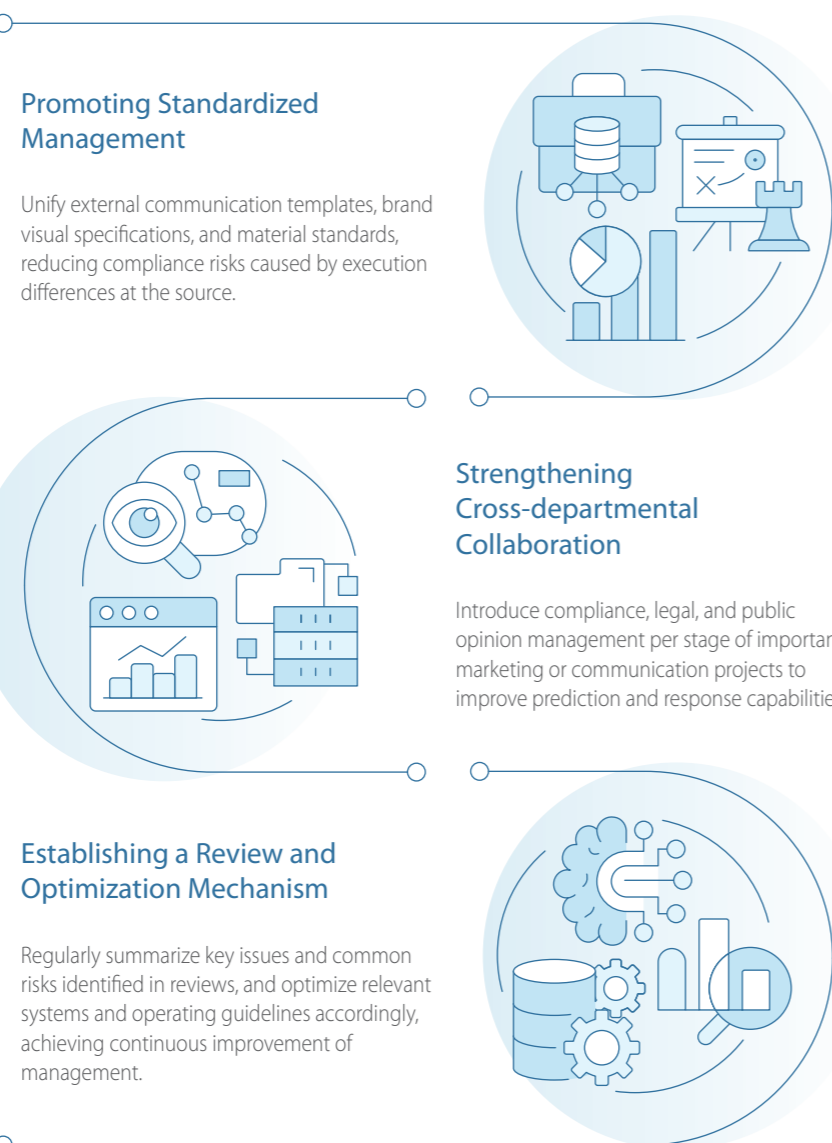 Promoting Standardized
Management
Unify external communication templates, brand
visual specifications, and material standards,
reducing compliance risks caused by execution
differences at the source.
Strengthening
Cross-departmental
Collaboration
Introduce compliance, legal, and public
opinion management per stage of importan
marketing or communication projects to
improve prediction and response capabilitie
Establishing a Review and
Optimization Mechanism
Regularly summarize key issues and common
risks identified in reviews, and optimize relevant
systems and operating guidelines accordingly,
achieving continuous improvement of
management.